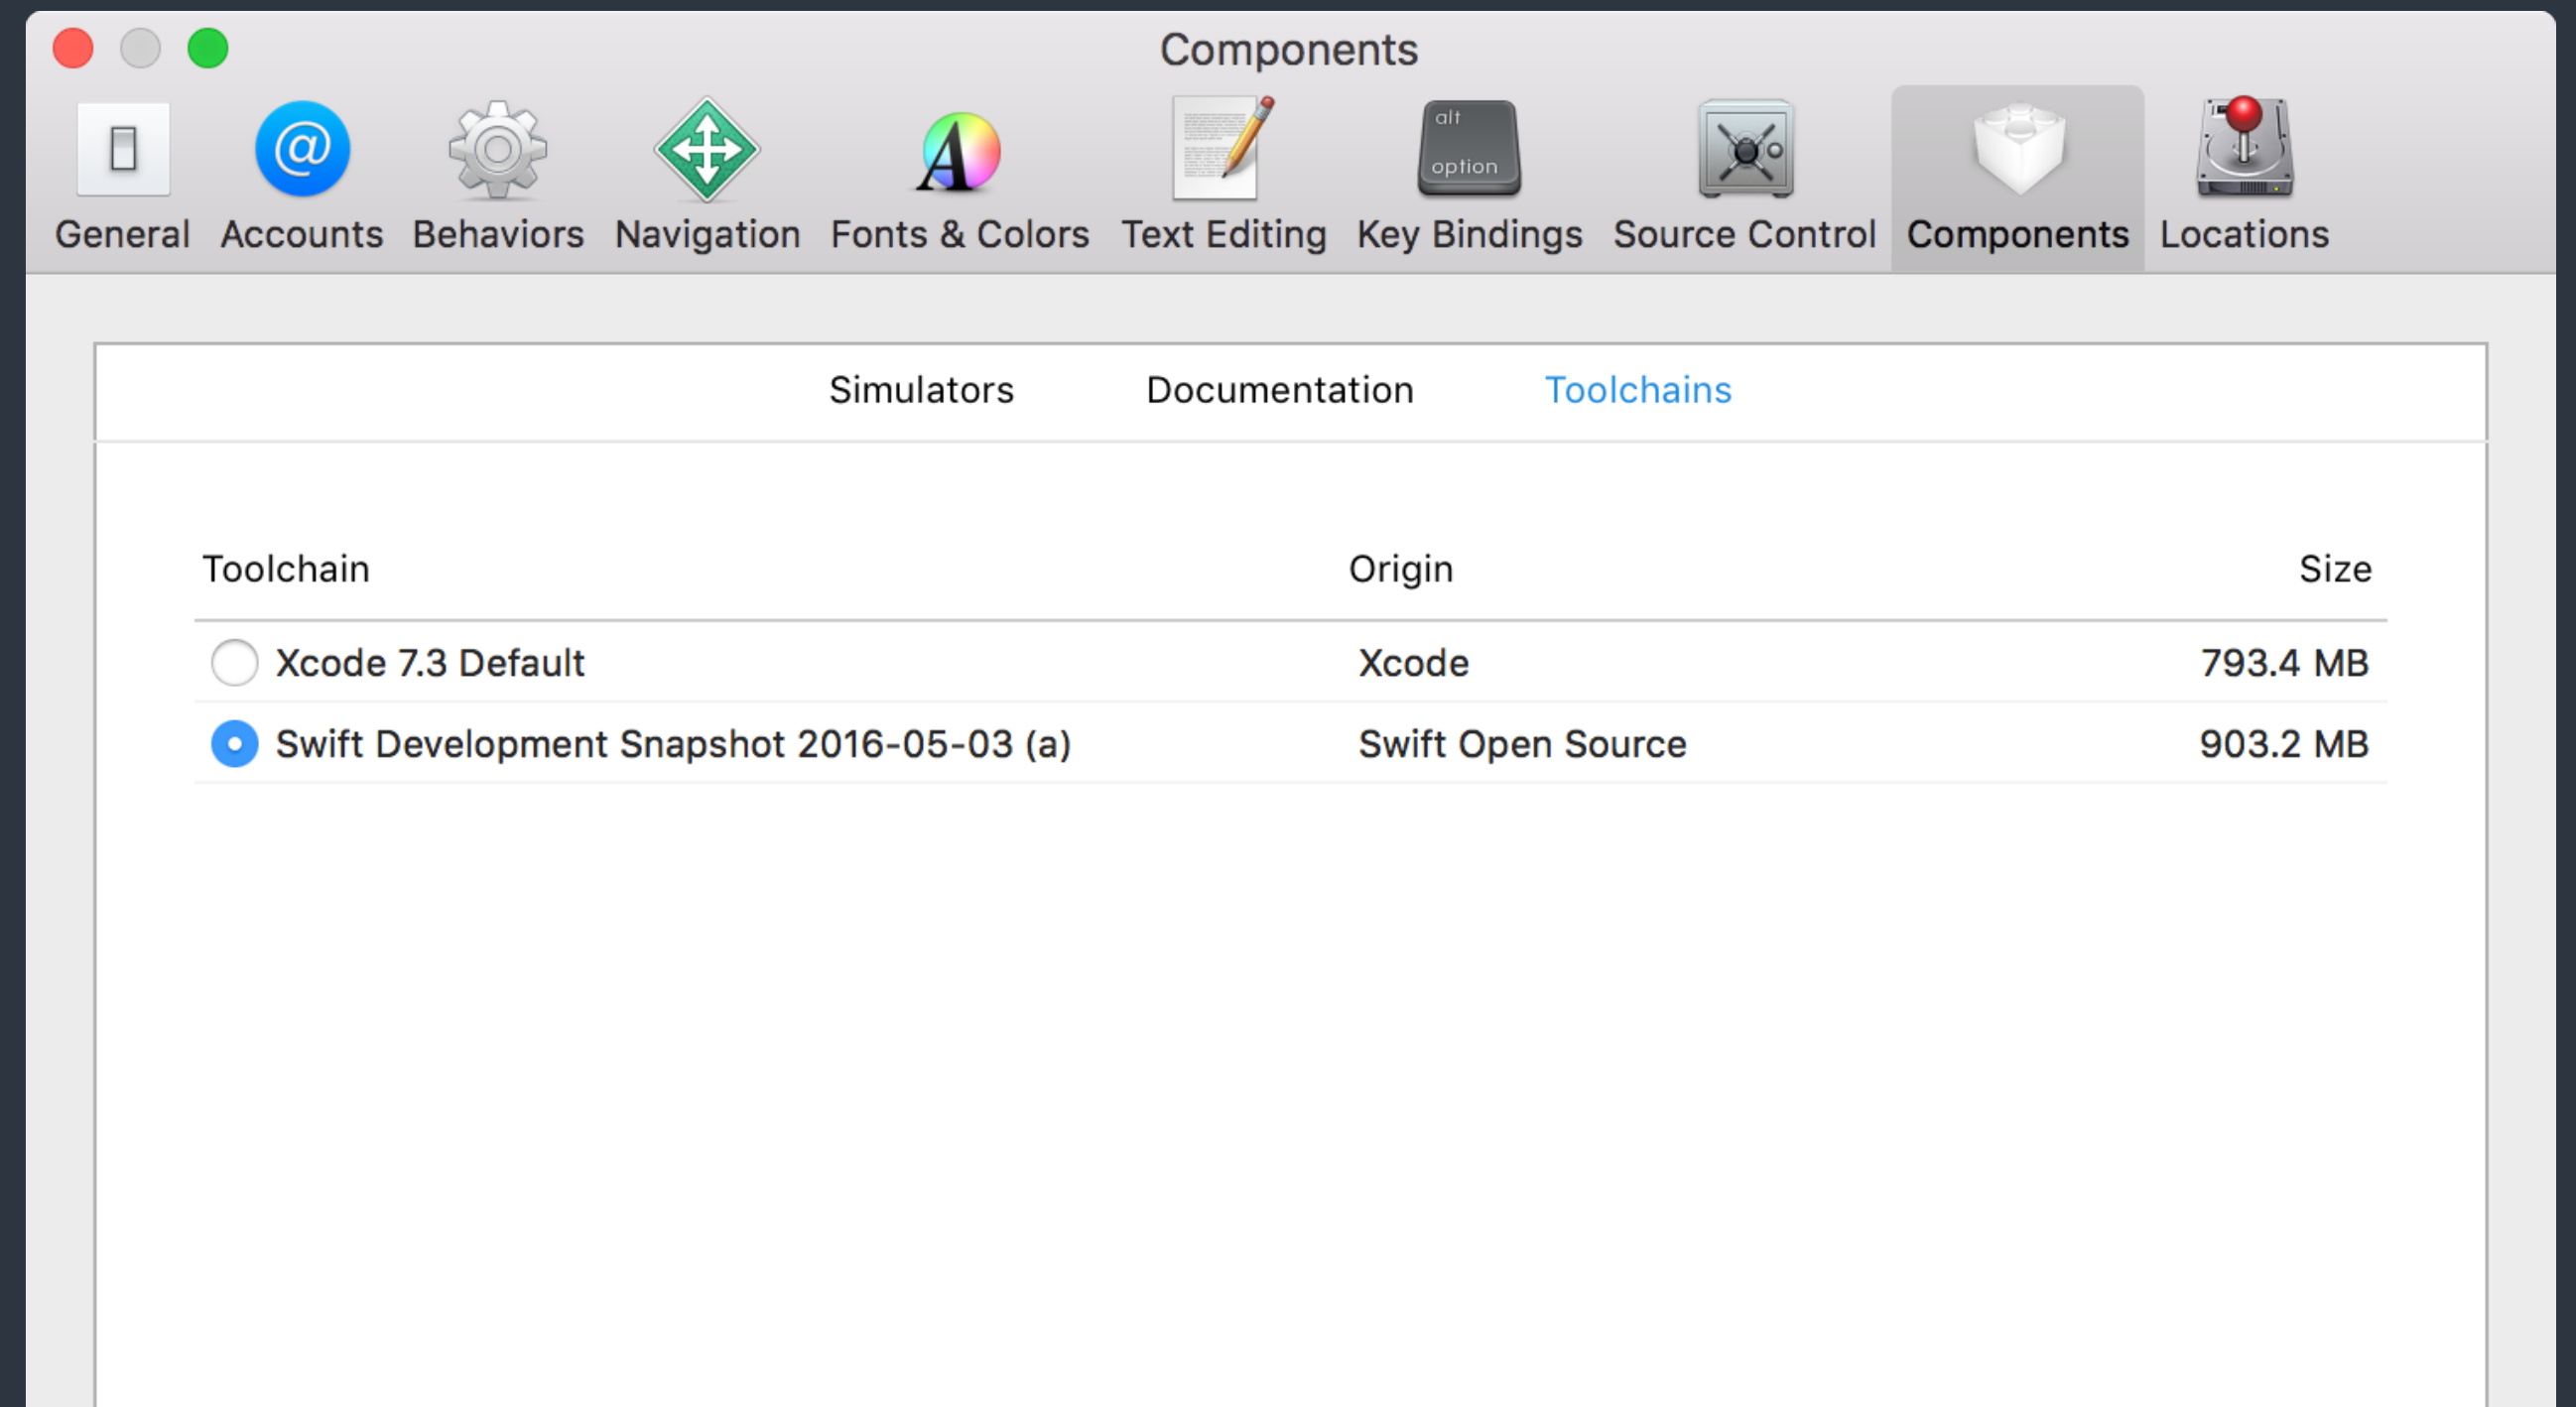 Components
alt
option
General Accounts Behaviors Navigation Fonts & Colors Text Editing Key Bindings Source Control Components Locations
Simulators Documentation Toolchains
Toolchain Origin Size
Xcode 7.3 Default Xcode 793.4 MB
Swift Development Snapshot 2016-05-03 (a) Swift Open Source 903.2 MB